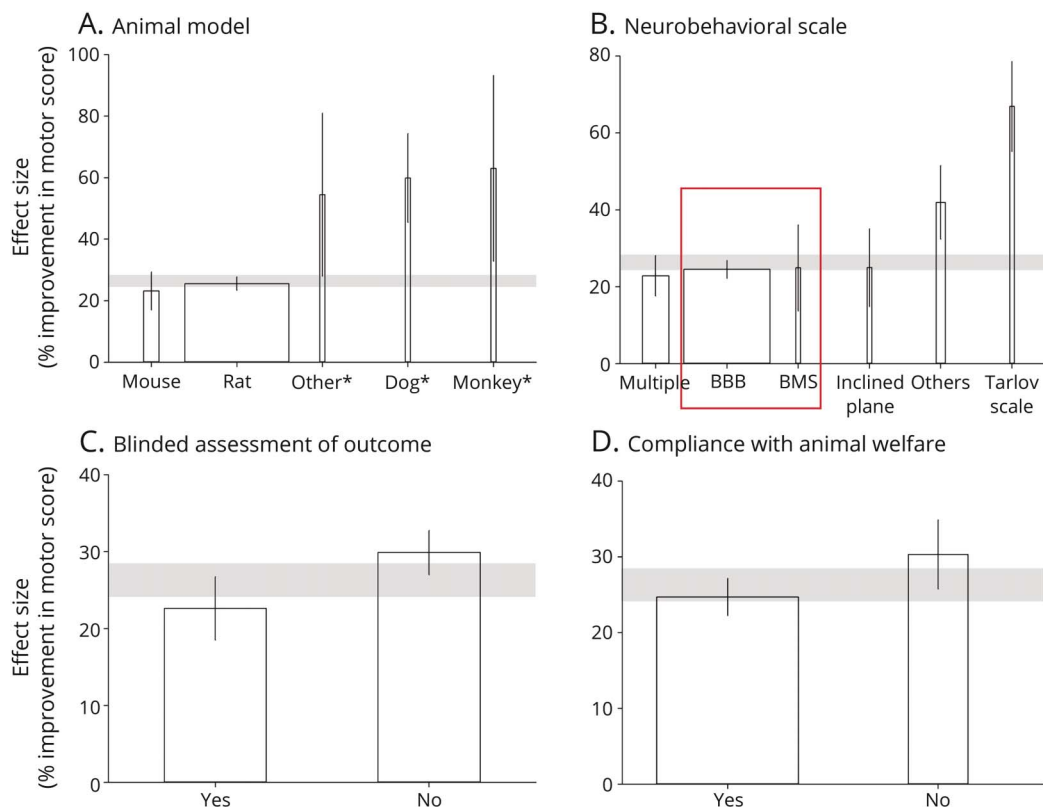 A. Animal model
Effect size
(% improvement in motor score)
100
80
60
40
20
0
Mouse
Rat
Other*
Dog*
Monkey*
B. Neurobehavioral scale
80
60
40
20
0
Multiple
BBB
BMS
Inclined
plane
Others
Tarlov
scale
C. Blinded assessment of outcome
Effect size
(% improvement in motor score)
40
30
20
10
0
Yes
No
D. Compliance with animal welfare
40
30
20
10
0
Yes
No